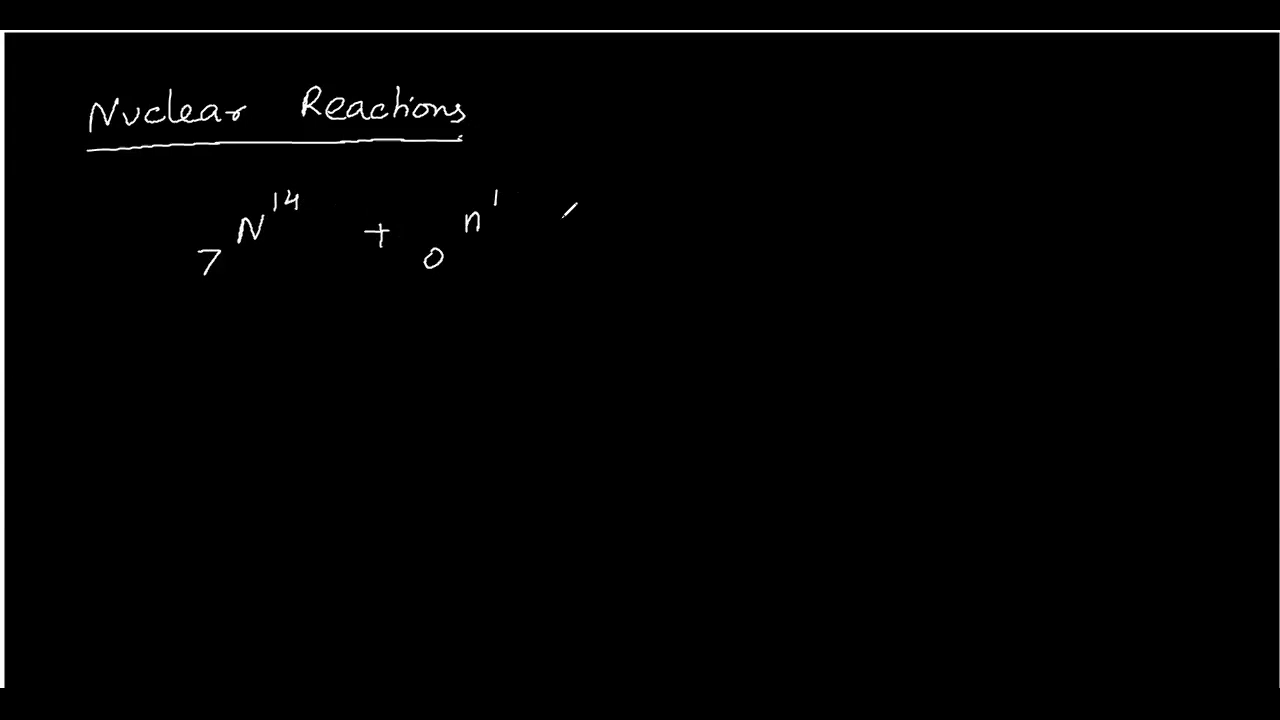 Nuclear Reactions
₇N¹⁴ + ₀n¹